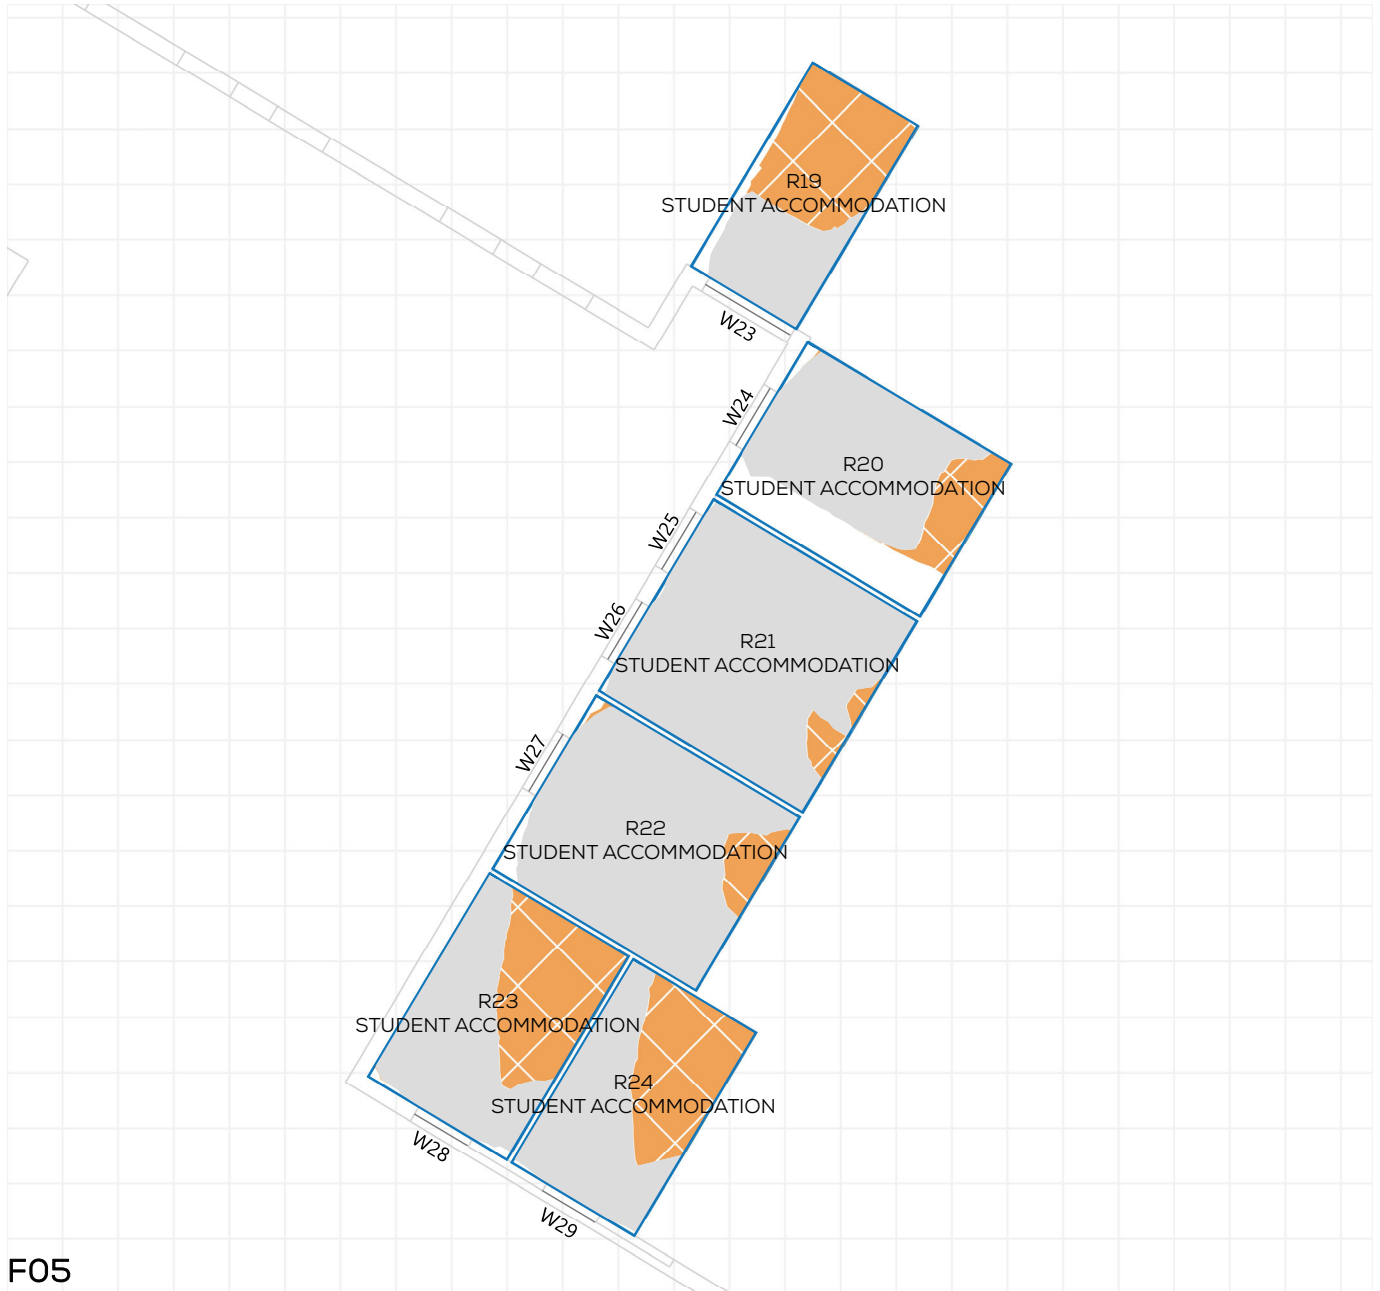 R19
STUDENT ACCOMMODATION
W23
W24
R20
STUDENT ACCOMMODATION
W25
W26
R21
STUDENT ACCOMMODATION
W27
R22
STUDENT ACCOMMODATION
R23
STUDENT ACCOMMODATION
R24
STUDENT ACCOMMODATION
W28
W29
F05